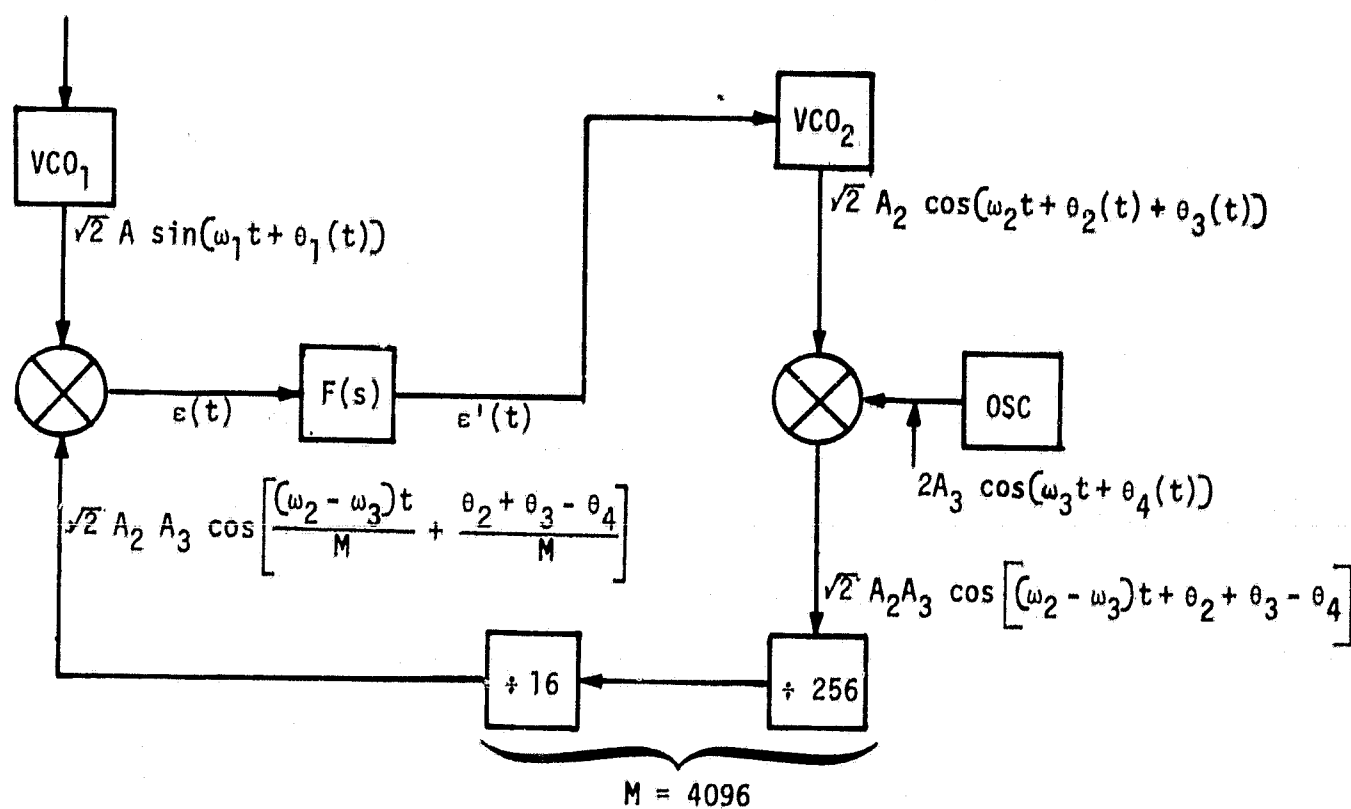 VCO₁
VCO₂
√2 A sin(ω₁t + θ₁(t))
√2 A₂ cos(ω₂t + θ₂(t) + θ₃(t))
ε(t)
F(s)
ε'(t)
OSC
2A₃ cos(ω₃t + θ₄(t))
√2 A₂ A₃ cos[(ω₂ - ω₃)t/M + (θ₂ + θ₃ - θ₄)/M]
√2 A₂A₃ cos[(ω₂ - ω₃)t + θ₂ + θ₃ - θ₄]
÷ 16
÷ 256
M = 4096